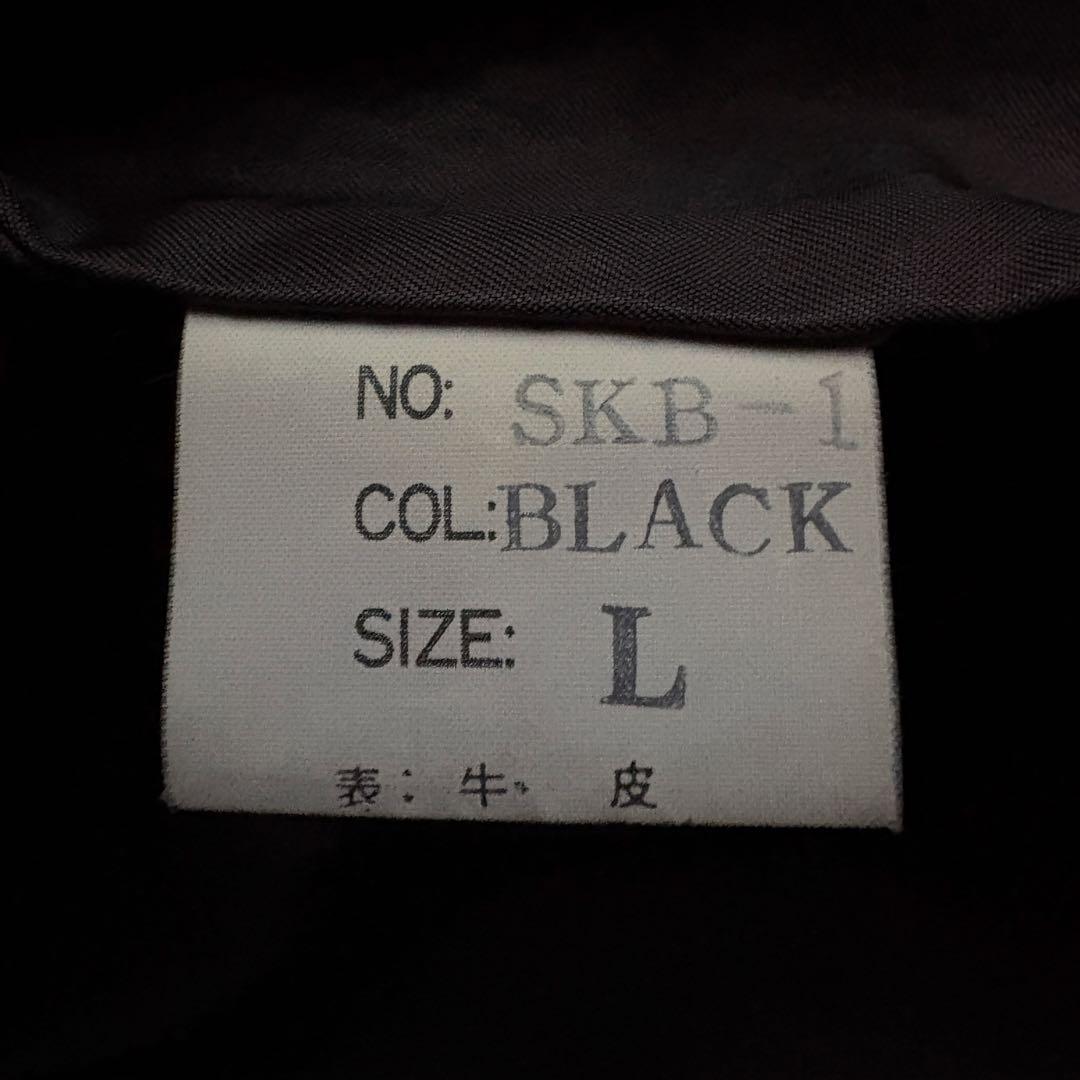 NO: SKB-1
COL: BLACK
SIZE: L
表: 牛 皮